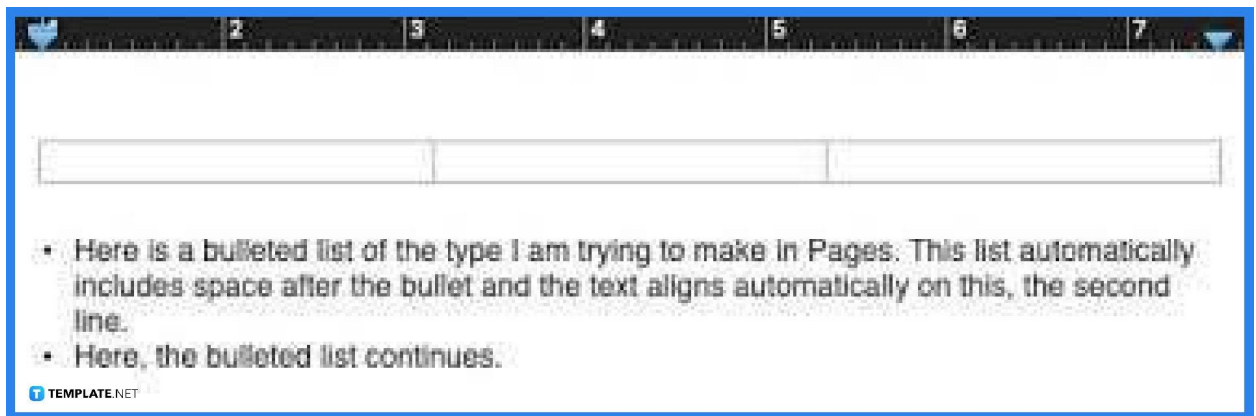 2 3 4 5 6 7
• Here is a bulleted list of the type I am trying to make in Pages. This list automatically
includes space after the bullet and the text aligns automatically on this, the second
line.
• Here, the bulleted list continues.
T TEMPLATE.NET